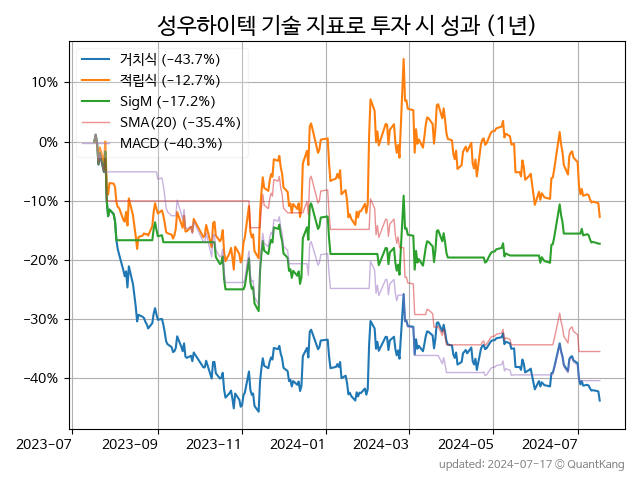 성우하이텍 기술 지표로 투자 시 성과 (1년)
거치식 (−43.7%)
적립식 (−12.7%)
SigM (−17.2%)
SMA(20) (−35.4%)
MACD (−40.3%)
10%
0%
−10%
−20%
−30%
−40%
2023-07 2023-09 2023-11 2024-01 2024-03 2024-05 2024-07
updated: 2024-07-17 © QuantKang